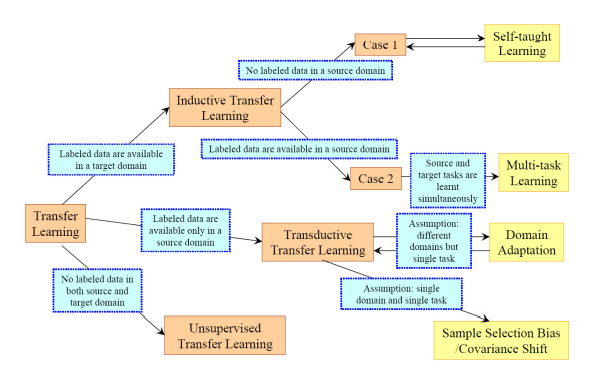 Case 1
Self-taught
Learning
No labeled data in a source domain
Inductive Transfer
Learning
Labeled data are available
in a target domain
Labeled data are available in a source domain
Case 2
Source and
target tasks are
learnt
simultaneously
Multi-task
Learning
Transfer
Learning
Labeled data are
available only in a
source domain
Transductive
Transfer Learning
Assumption:
different
domains but
single task
Domain
Adaptation
No labeled data in
both source and
target domain
Assumption: single
domain and single task
Unsupervised
Transfer Learning
Sample Selection Bias
/Covariance Shift